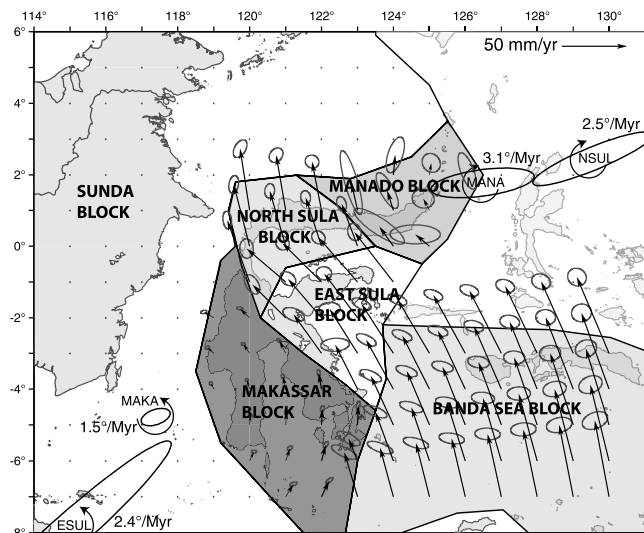 114° 116° 118° 120° 122° 124° 126° 128° 130°
6°
50 mm/yr
4°
2.5°/Myr
NSUL
3.1°/Myr
2°
MANA
MANADO BLOCK
SUNDA
BLOCK
NORTH SULA
BLOCK
0°
EAST SULA
BLOCK
-2°
-4°
MAKASSAR
BLOCK
BANDA SEA BLOCK
MAKA
1.5°/Myr
-6°
ESUL
2.4°/Myr
8°